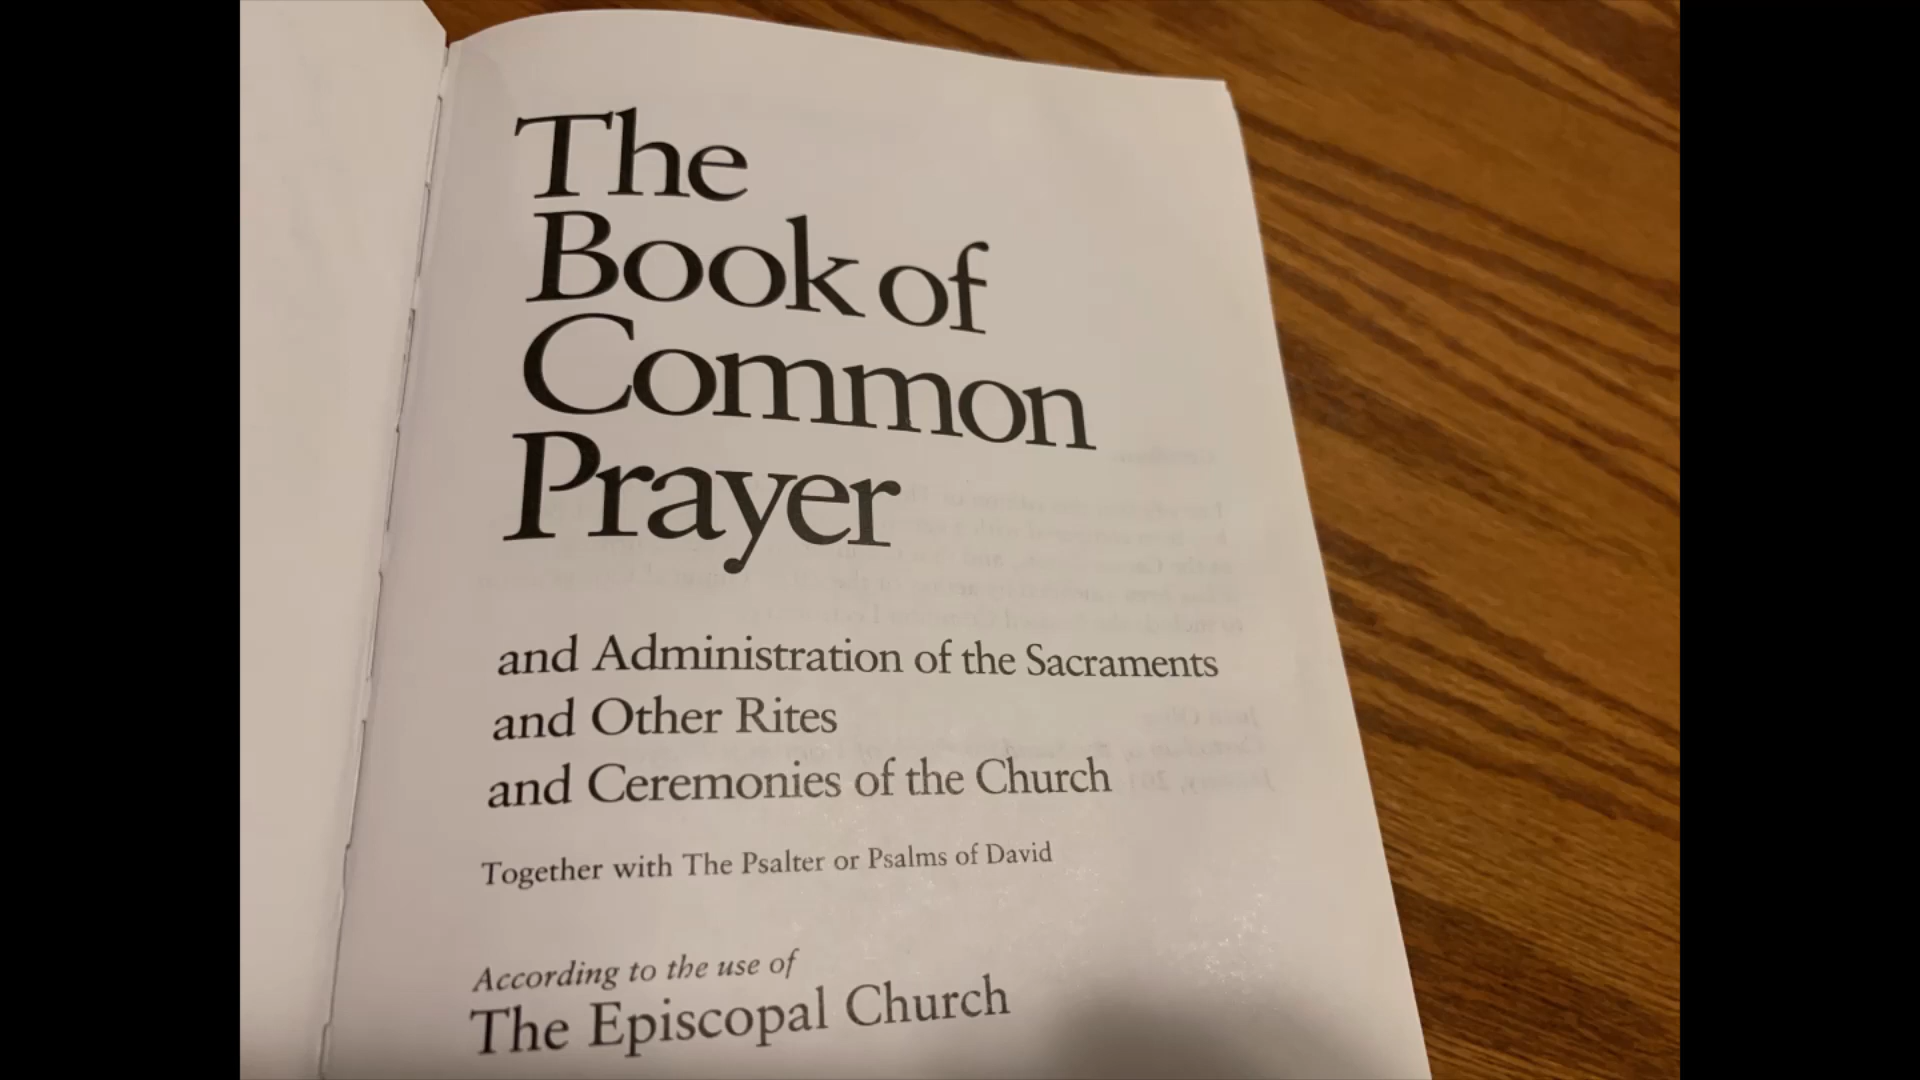 The
Book of
Common
Prayer
and Administration of the Sacraments
and Other Rites
and Ceremonies of the Church
Together with The Psalter or Psalms of David
According to the use of
The Episcopal Church